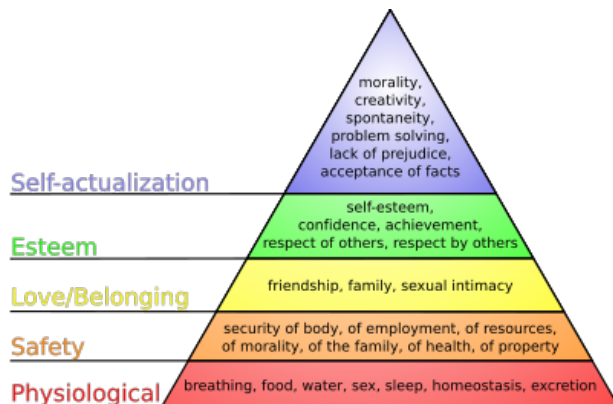 morality,
creativity,
spontaneity,
problem solving,
lack of prejudice,
acceptance of facts
Self-actualization
self-esteem,
confidence, achievement,
respect of others, respect by others
Esteem
friendship, family, sexual intimacy
Love/Belonging
security of body, of employment, of resources,
of morality, of the family, of health, of property
Safety
breathing, food, water, sex, sleep, homeostasis, excretion
Physiological